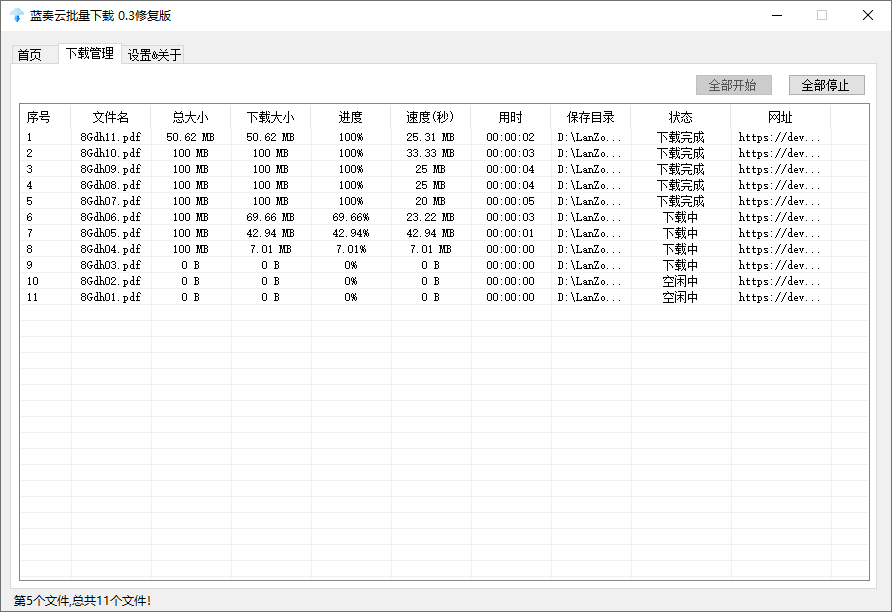 蓝奏云批量下载 0.3修复版
首页 下载管理 设置&关于
全部开始 全部停止
序号 文件名 总大小 下载大小 进度 速度(秒) 用时 保存目录 状态 网址
1 8Gdh11.pdf 50.62 MB 50.62 MB 100% 25.31 MB 00:00:02 D:\LanZo... 下载完成 https://dev...
2 8Gdh10.pdf 100 MB 100 MB 100% 33.33 MB 00:00:03 D:\LanZo... 下载完成 https://dev...
3 8Gdh09.pdf 100 MB 100 MB 100% 25 MB 00:00:04 D:\LanZo... 下载完成 https://dev...
4 8Gdh08.pdf 100 MB 100 MB 100% 25 MB 00:00:04 D:\LanZo... 下载完成 https://dev...
5 8Gdh07.pdf 100 MB 100 MB 100% 20 MB 00:00:05 D:\LanZo... 下载完成 https://dev...
6 8Gdh06.pdf 100 MB 69.66 MB 69.66% 23.22 MB 00:00:03 D:\LanZo... 下载中 https://dev...
7 8Gdh05.pdf 100 MB 42.94 MB 42.94% 42.94 MB 00:00:01 D:\LanZo... 下载中 https://dev...
8 8Gdh04.pdf 100 MB 7.01 MB 7.01% 7.01 MB 00:00:00 D:\LanZo... 下载中 https://dev...
9 8Gdh03.pdf 0 B 0 B 0% 0 B 00:00:00 D:\LanZo... 下载中 https://dev...
10 8Gdh02.pdf 0 B 0 B 0% 0 B 00:00:00 D:\LanZo... 空闲中 https://dev...
11 8Gdh01.pdf 0 B 0 B 0% 0 B 00:00:00 D:\LanZo... 空闲中 https://dev...
第5个文件,总共11个文件!